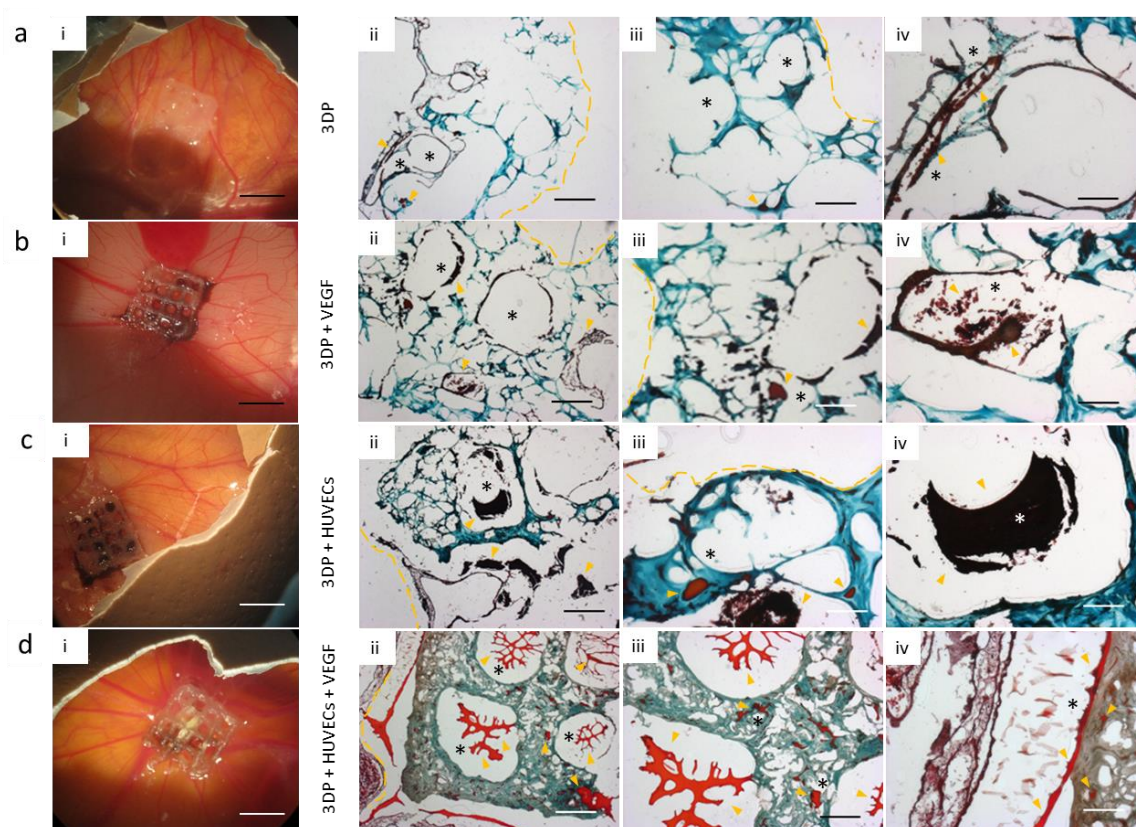 a
i
3DP
ii
iii
iv
b
i
3DP + VEGF
ii
iii
iv
c
i
3DP + HUVECs
ii
iii
iv
d
i
3DP + HUVECs + VEGF
ii
iii
iv